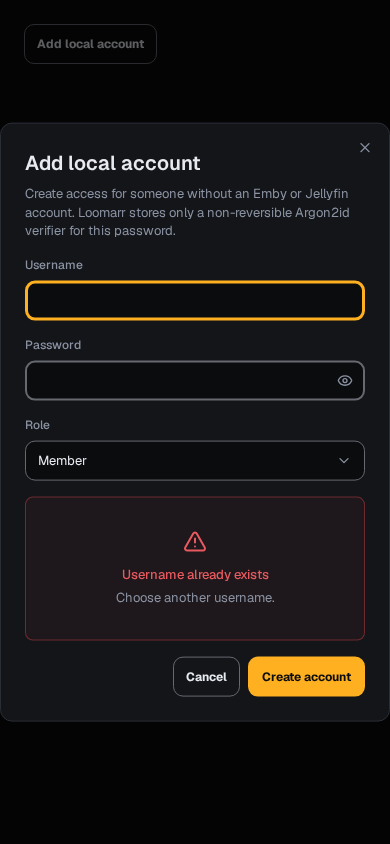 Add local account
Add local account
Create access for someone without an Emby or Jellyfin
account. Loomarr stores only a non-reversible Argon2id
verifier for this password.
Username
Password
Role
Member
Username already exists
Choose another username.
Cancel
Create account